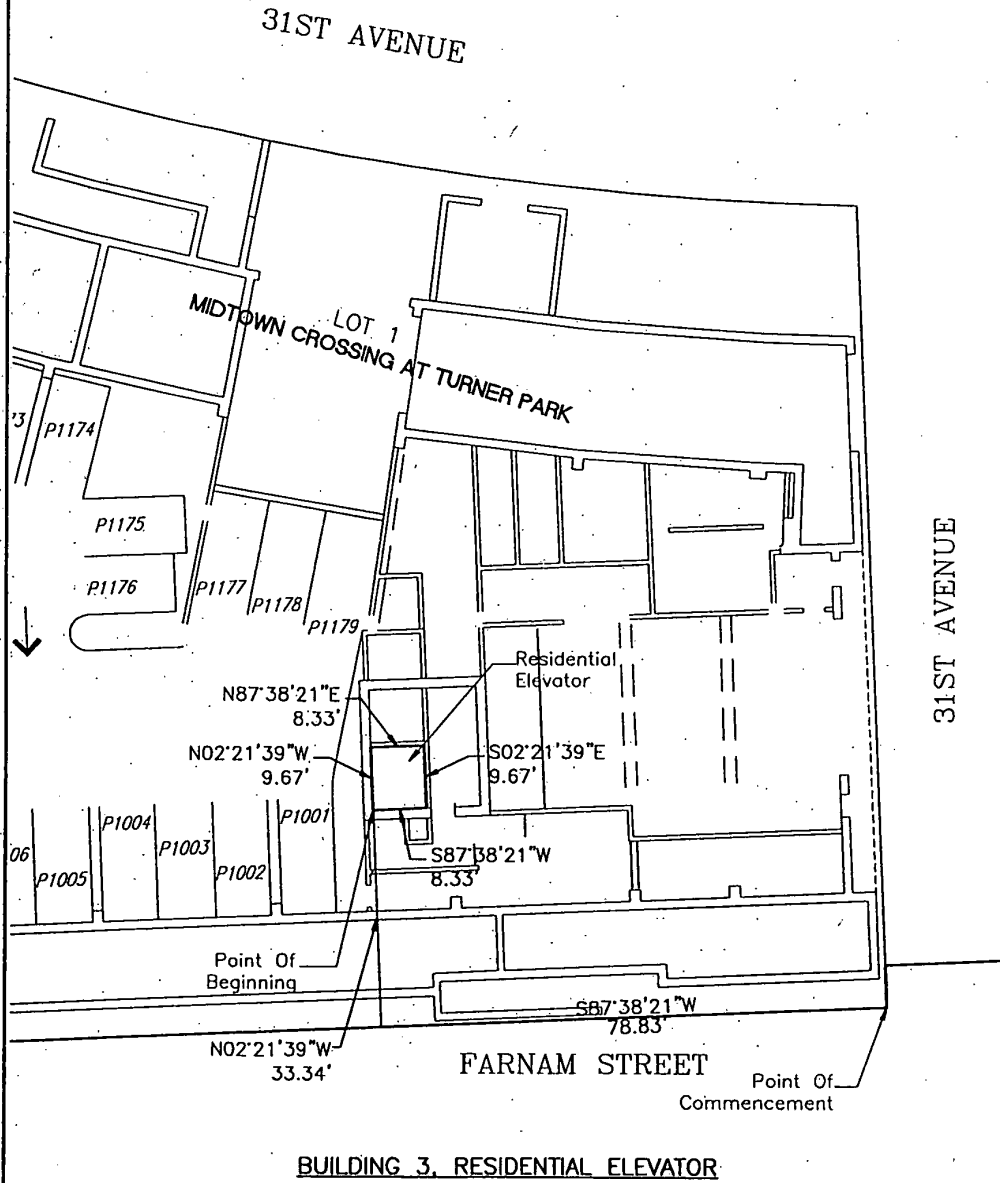 31ST AVENUE
LOT 1
MIDTOWN CROSSING AT TURNER PARK
'3
P1174
P1175
P1176
P1177
P1178
P1179
31ST AVENUE
Residential
Elevator
N87°38'21"E
8.33'
N02°21'39"W
9.67'
S02°21'39"E
9.67'
P1001
P1004
P1003
P1002
06
P1005
S87°38'21"W
8.33'
Point Of
Beginning
S87°38'21"W
78.83'
N02°21'39"W
33.34'
FARNAM STREET
Point Of
Commencement
BUILDING 3, RESIDENTIAL ELEVATOR